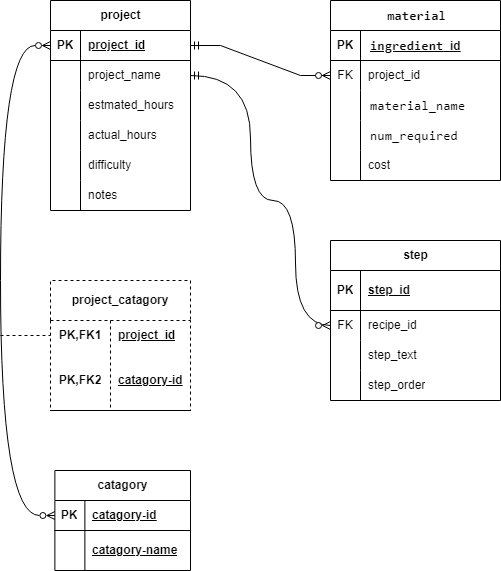 project
PK project_id
project_name
estmated_hours
actual_hours
difficulty
notes
material
PK ingredient_id
FK project_id
material_name
num_required
cost
step
PK step_id
FK recipe_id
step_text
step_order
project_catagory
PK,FK1 project_id
PK,FK2 catagory-id
catagory
PK catagory-id
catagory-name